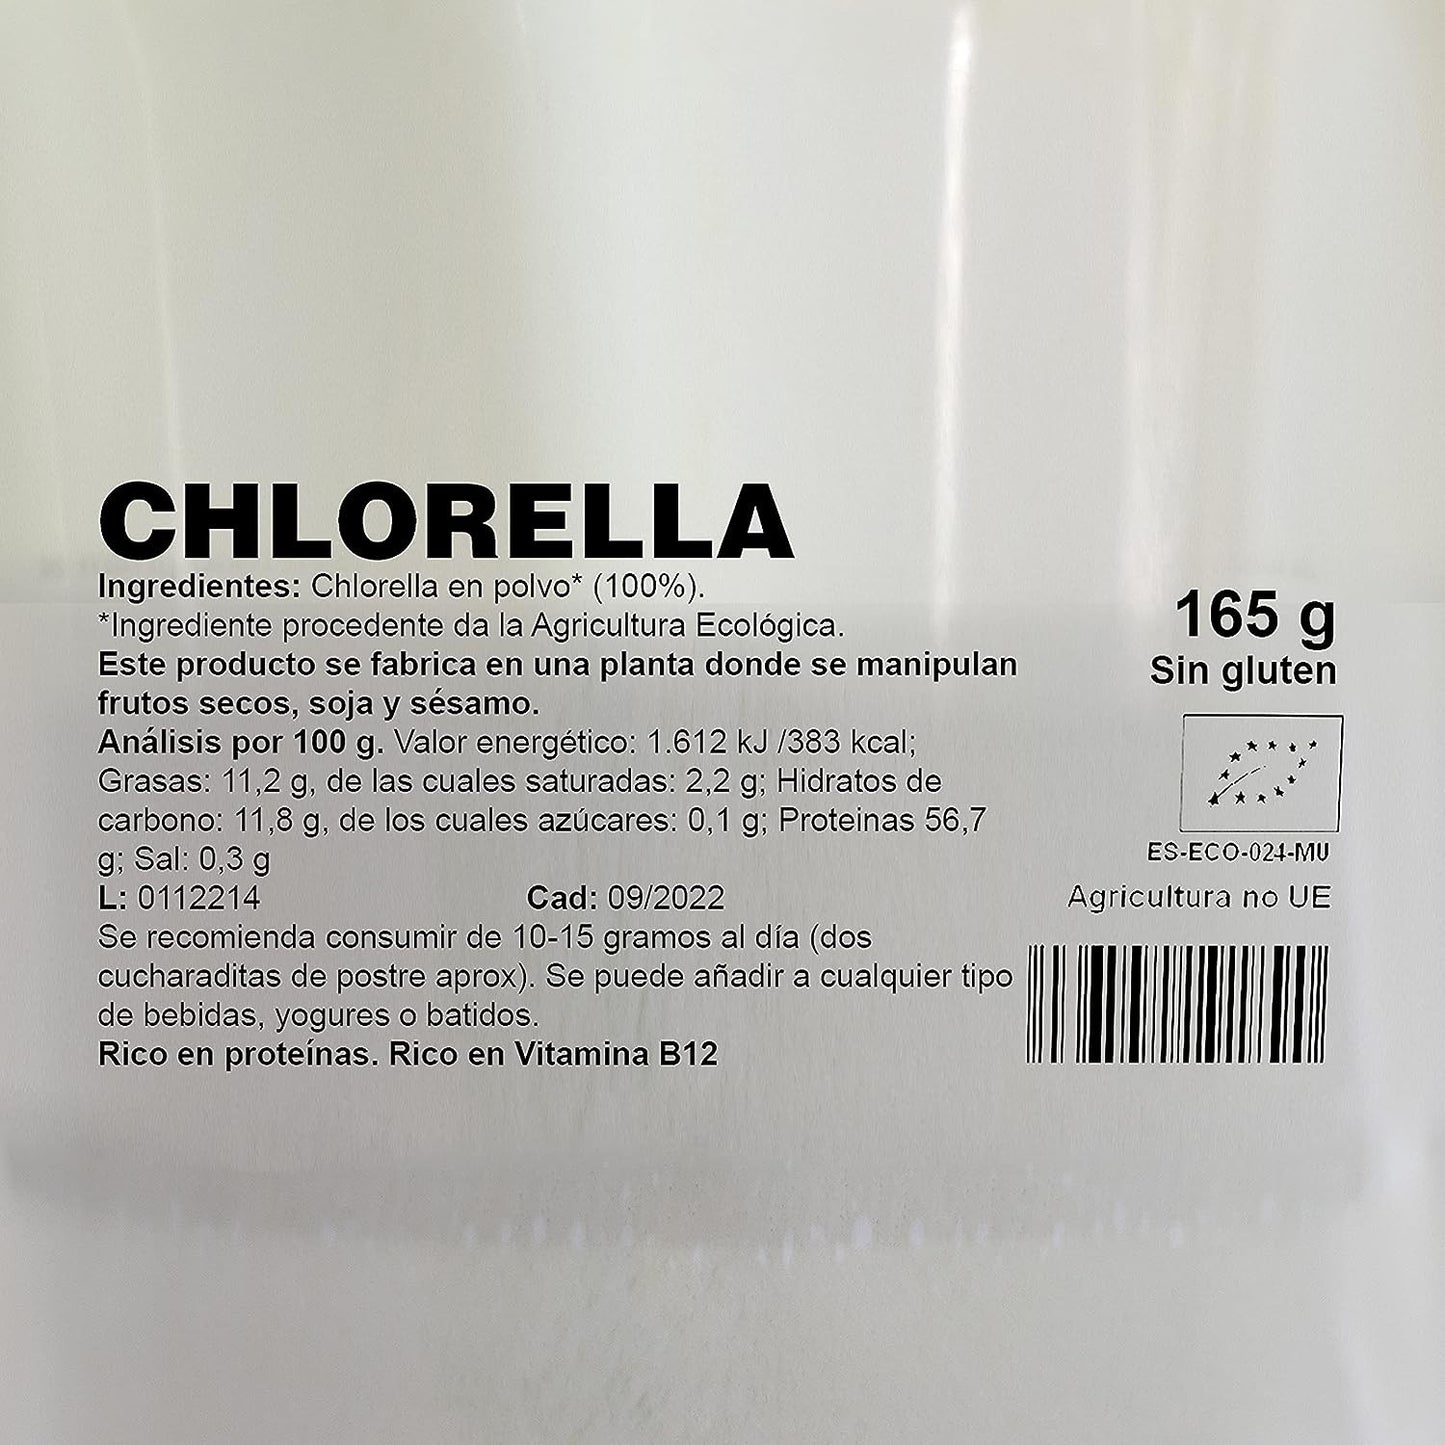 CHLORELLA
Ingredientes: Chlorella en polvo* (100%).
*Ingrediente procedente da la Agricultura Ecológica.
Este producto se fabrica en una planta donde se manipulan
frutos secos, soja y sésamo.
Análisis por 100 g. Valor energético: 1.612 kJ /383 kcal;
Grasas: 11,2 g, de las cuales saturadas: 2,2 g; Hidratos de
carbono: 11,8 g, de los cuales azúcares: 0,1 g; Proteinas 56,7
g; Sal: 0,3 g
L: 0112214 Cad: 09/2022
Se recomienda consumir de 10-15 gramos al día (dos
cucharaditas de postre aprox). Se puede añadir a cualquier tipo
de bebidas, yogures o batidos.
Rico en proteínas. Rico en Vitamina B12
165 g
Sin gluten
ES-ECO-024-MU
Agricultura no UE